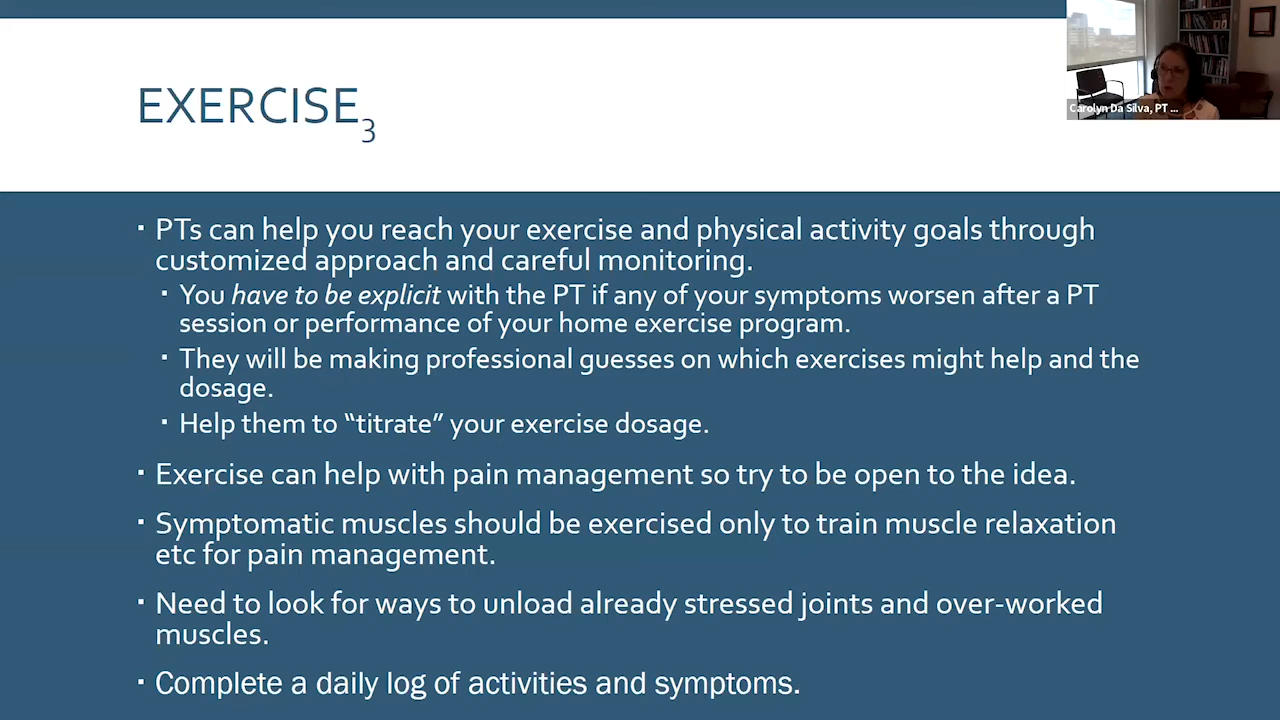 EXERCISE3
Carolyn Da Silva, PT ...
▪ PTs can help you reach your exercise and physical activity goals through
customized approach and careful monitoring.
▪ You have to be explicit with the PT if any of your symptoms worsen after a PT
session or performance of your home exercise program.
▪ They will be making professional guesses on which exercises might help and the
dosage.
▪ Help them to “titrate” your exercise dosage.
▪ Exercise can help with pain management so try to be open to the idea.
▪ Symptomatic muscles should be exercised only to train muscle relaxation
etc for pain management.
▪ Need to look for ways to unload already stressed joints and over-worked
muscles.
▪ Complete a daily log of activities and symptoms.